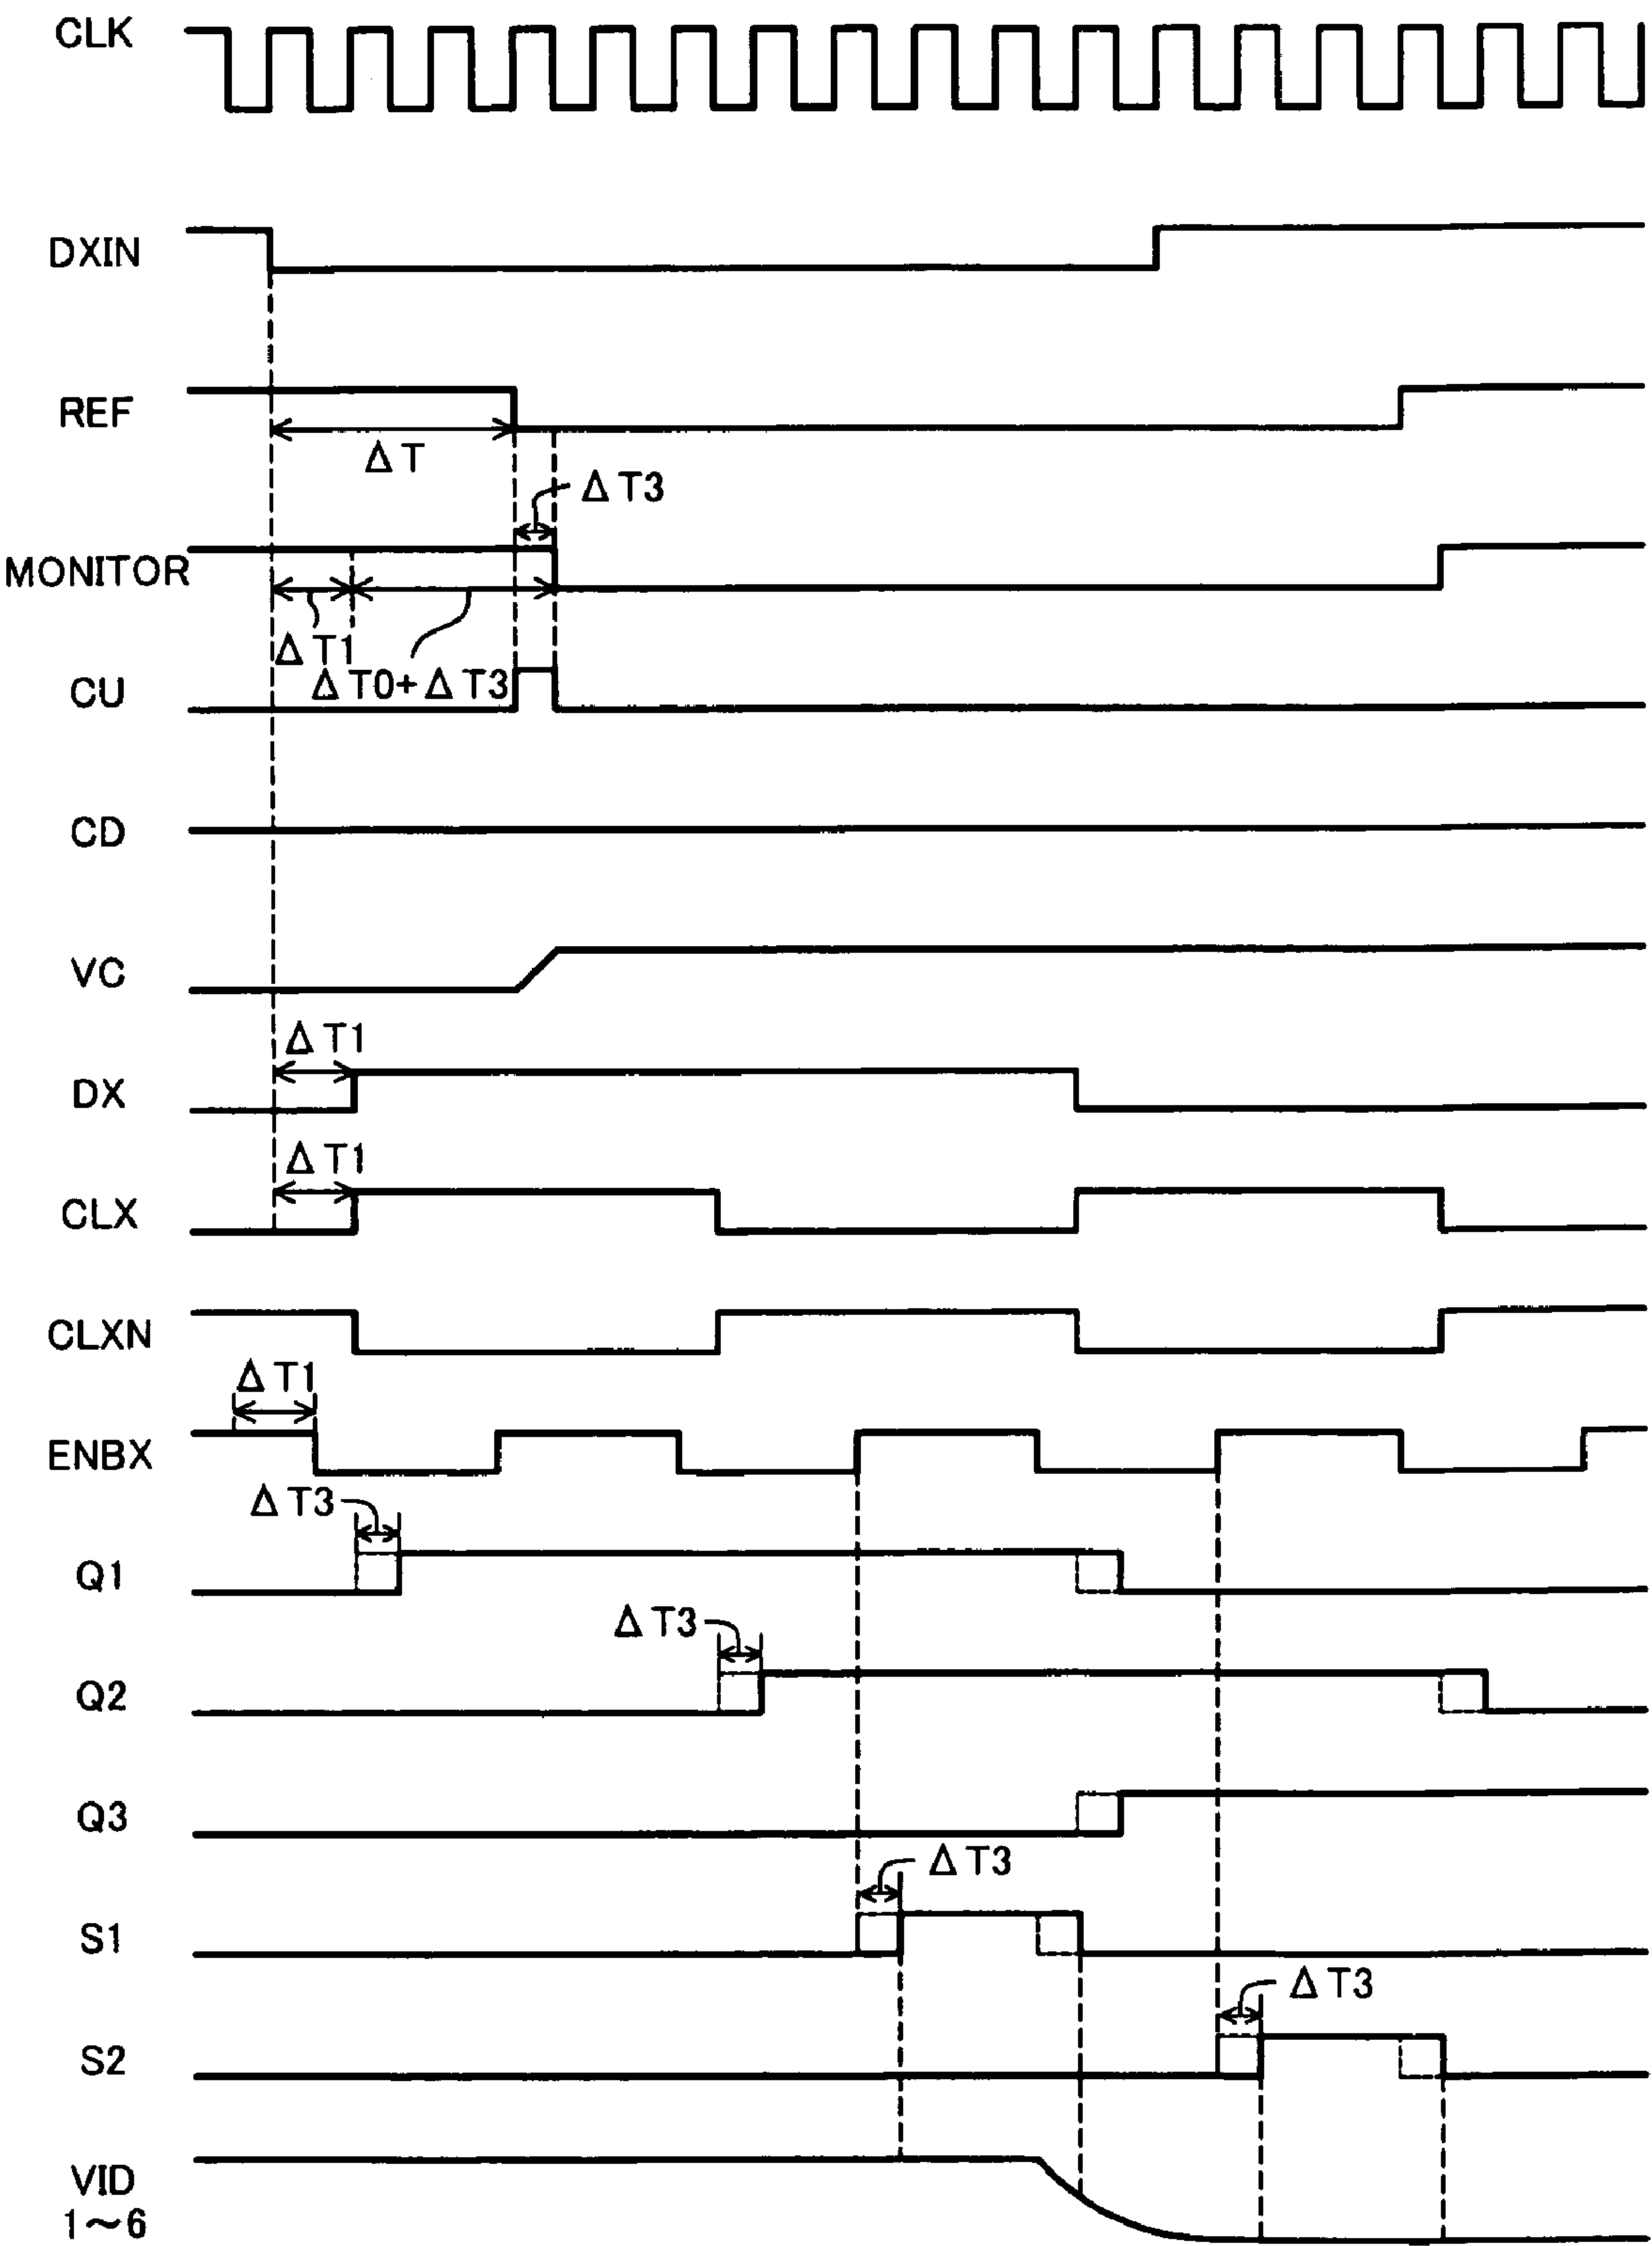 CLK
DXIN
REF
ΔT
ΔT3
MONITOR
ΔT1
ΔT0+ΔT3
CU
CD
VC
ΔT1
DX
ΔT1
CLX
CLXN
ΔT1
ENBX
ΔT3
Q1
ΔT3
Q2
Q3
ΔT3
S1
ΔT3
S2
VID
1~6